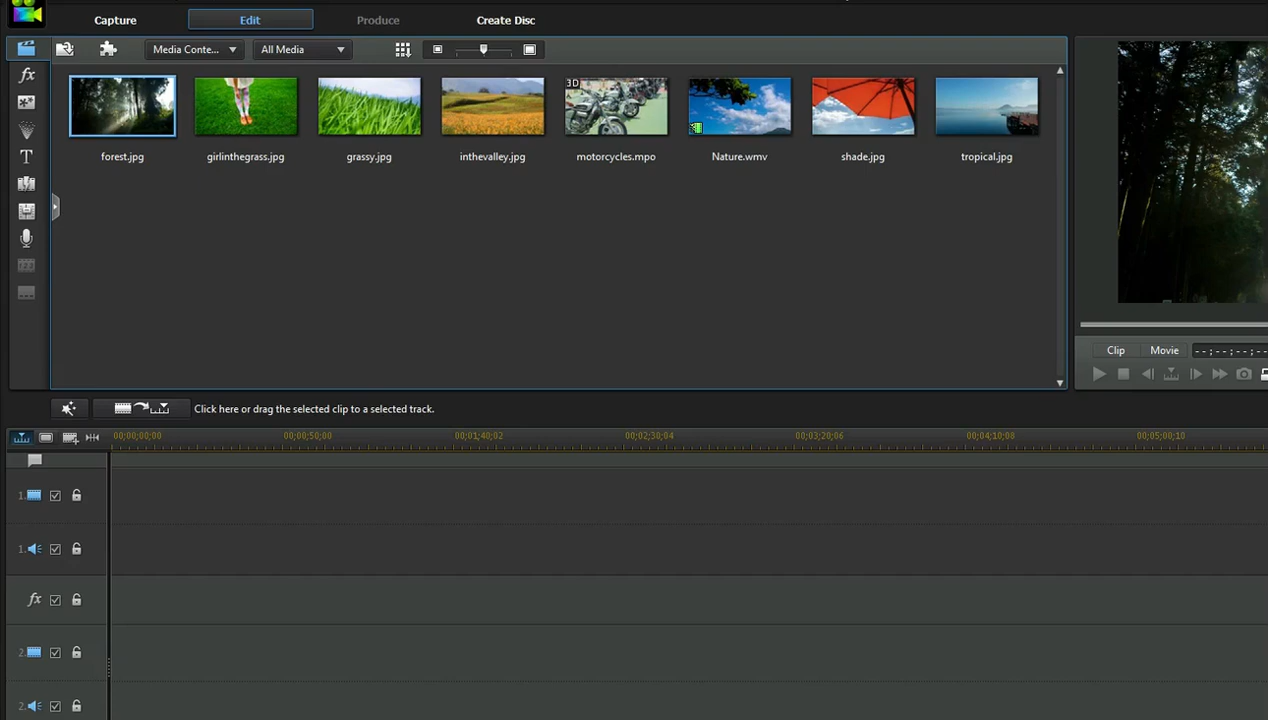 Capture Edit Produce Create Disc
Media Conte... All Media
3D
forest.jpg girlinthegrass.jpg grassy.jpg inthevalley.jpg motorcycles.mpo Nature.wmv shade.jpg tropical.jpg
fx
T
Clip Movie --;--;--;--
Click here or drag the selected clip to a selected track.
00;00;00;00 00;00;50;00 00;01;40;02 00;02;30;04 00;03;20;06 00;04;10;08 00;05;00;10
1.
1.
fx
2.
2.